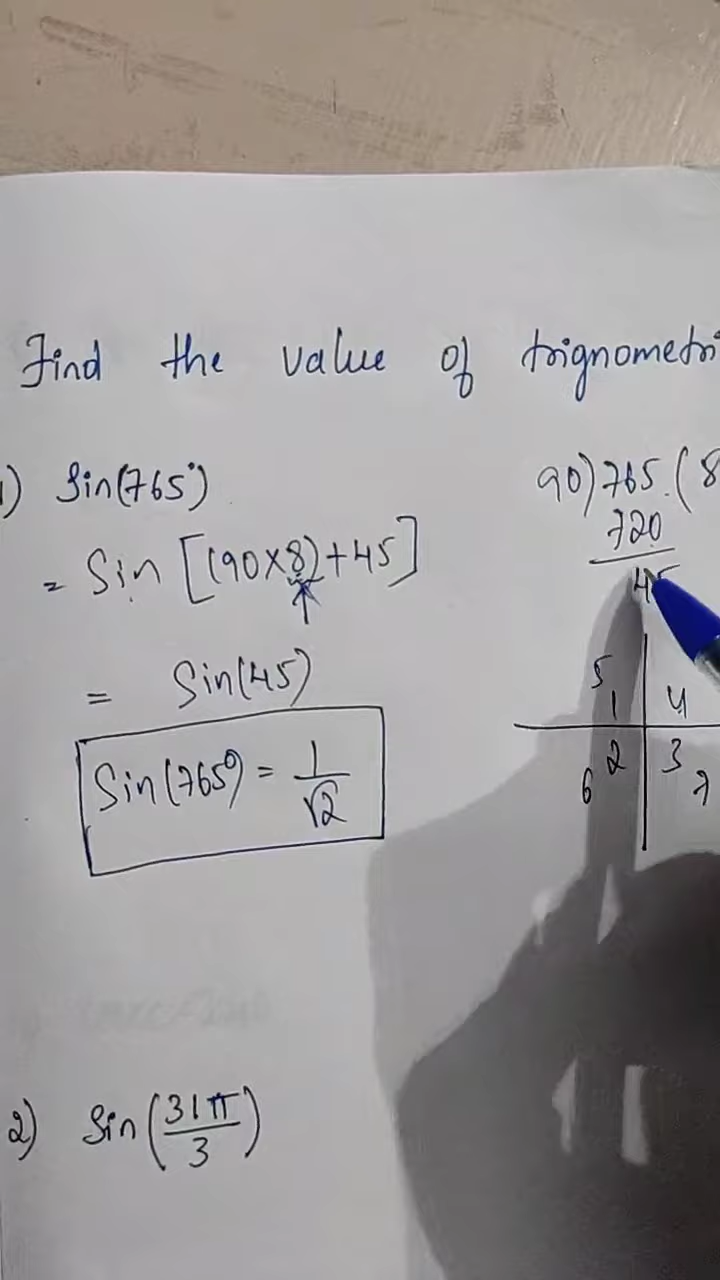 Find the value of trignometri
1) Sin(765°)
= Sin [(90×8)+45]
= Sin(45)
Sin(765°) = 1/√2
90)765.(8
720
45
5 1 4
6 2 3 7
2) Sin(31π/3)